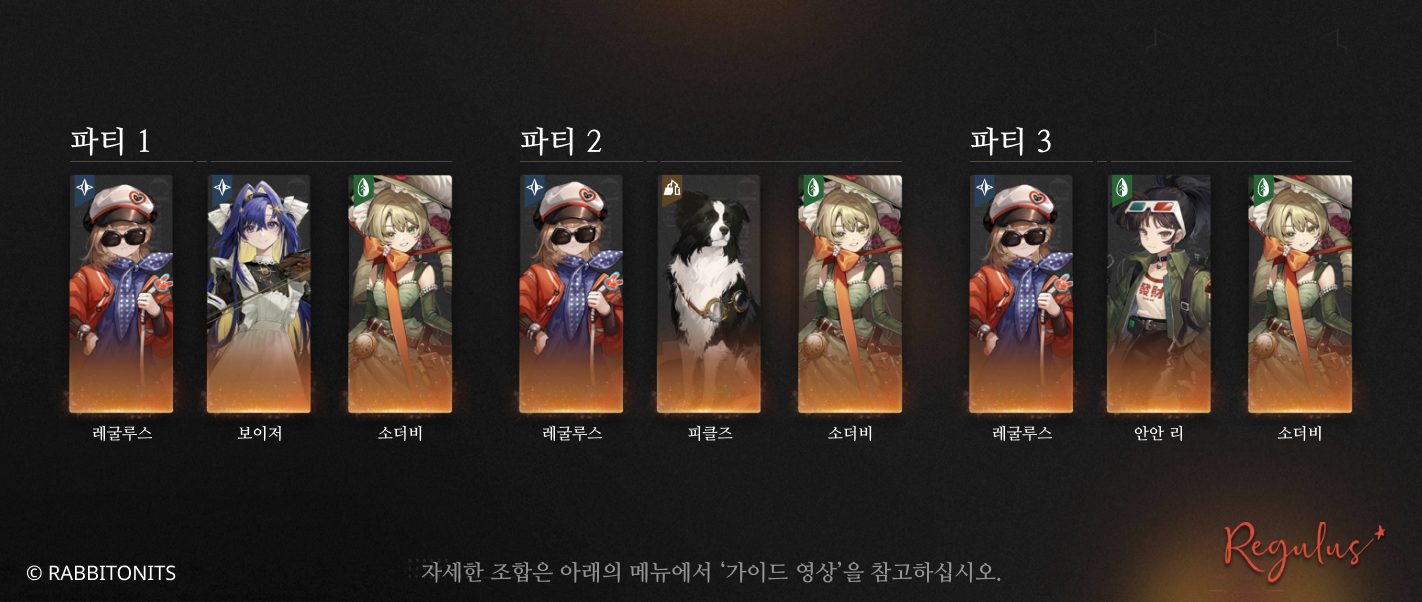 파티 1
파티 2
파티 3
發財
레굴루스
보이저
소더비
레굴루스
피클즈
소더비
레굴루스
안안 리
소더비
Regulus
© RABBITONITS
자세한 조합은 아래의 메뉴에서 ‘가이드 영상’을 참고하십시오.